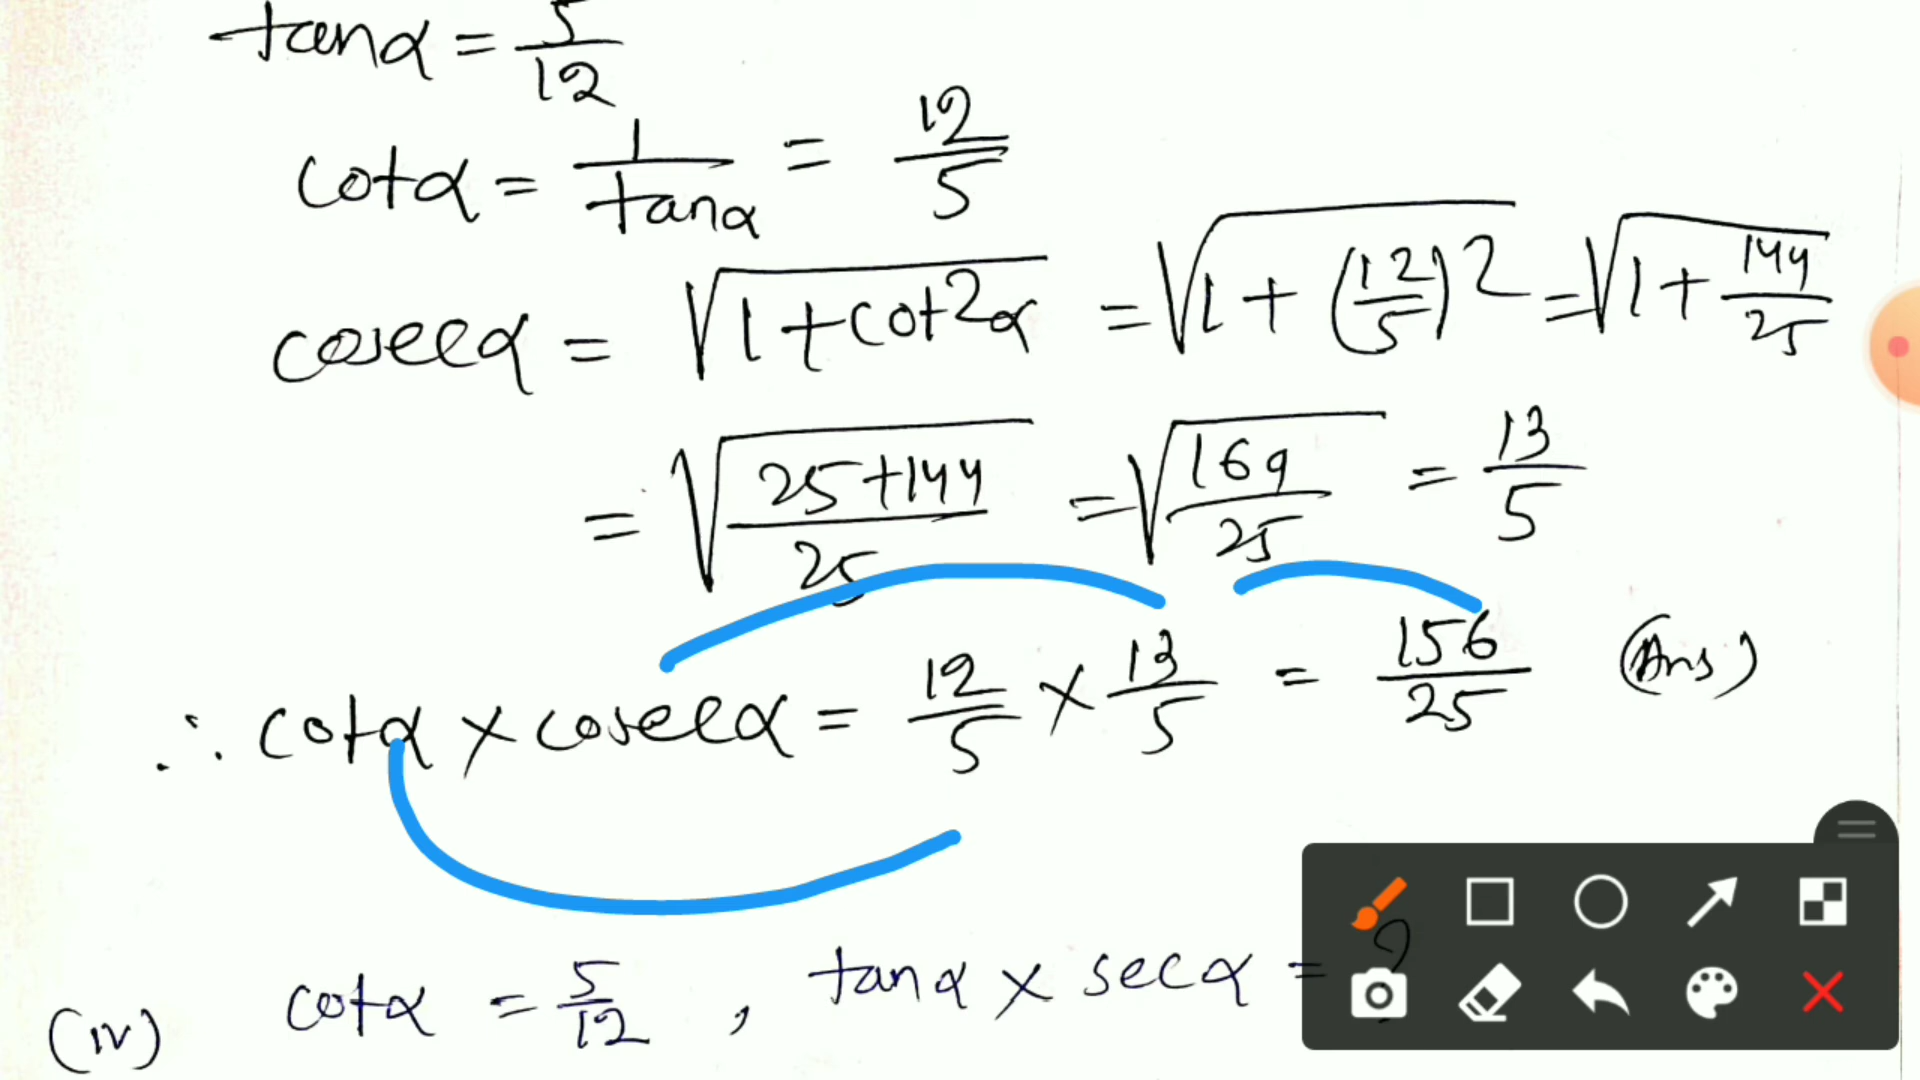 tanα = 5/12
cotα = 1/tanα = 12/5
cosecα = √(1+cot²α) = √(1+(12/5)²) = √(1+144/25)
= √((25+144)/25) = √(169/25) = 13/5
∴ cotα × cosecα = 12/5 × 13/5 = 156/25 (Ans)
(iv) cotα = 5/12 , tanα × secα = ?